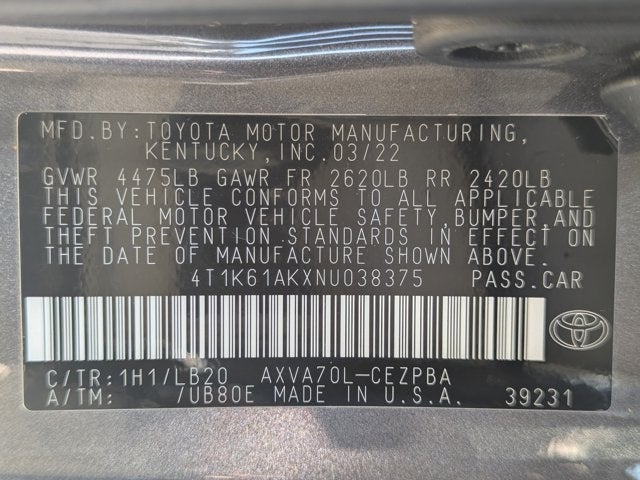 MFD.BY:TOYOTA MOTOR MANUFACTURING,
KENTUCKY,INC.03/22
GVWR 4475LB GAWR FR 2620LB RR 2420LB
THIS VEHICLE CONFORMS TO ALL APPLICABLE
FEDERAL MOTOR VEHICLE SAFETY,BUMPER,AND
THEFT PREVENTION STANDARDS IN EFFECT ON
THE DATE OF MANUFACTURE SHOWN ABOVE.
4T1K61AKXNU038375 PASS.CAR
C/TR:1H1/LB20 AXVA70L-CEZPBA
A/TM: /UB80E MADE IN U.S.A. 39231